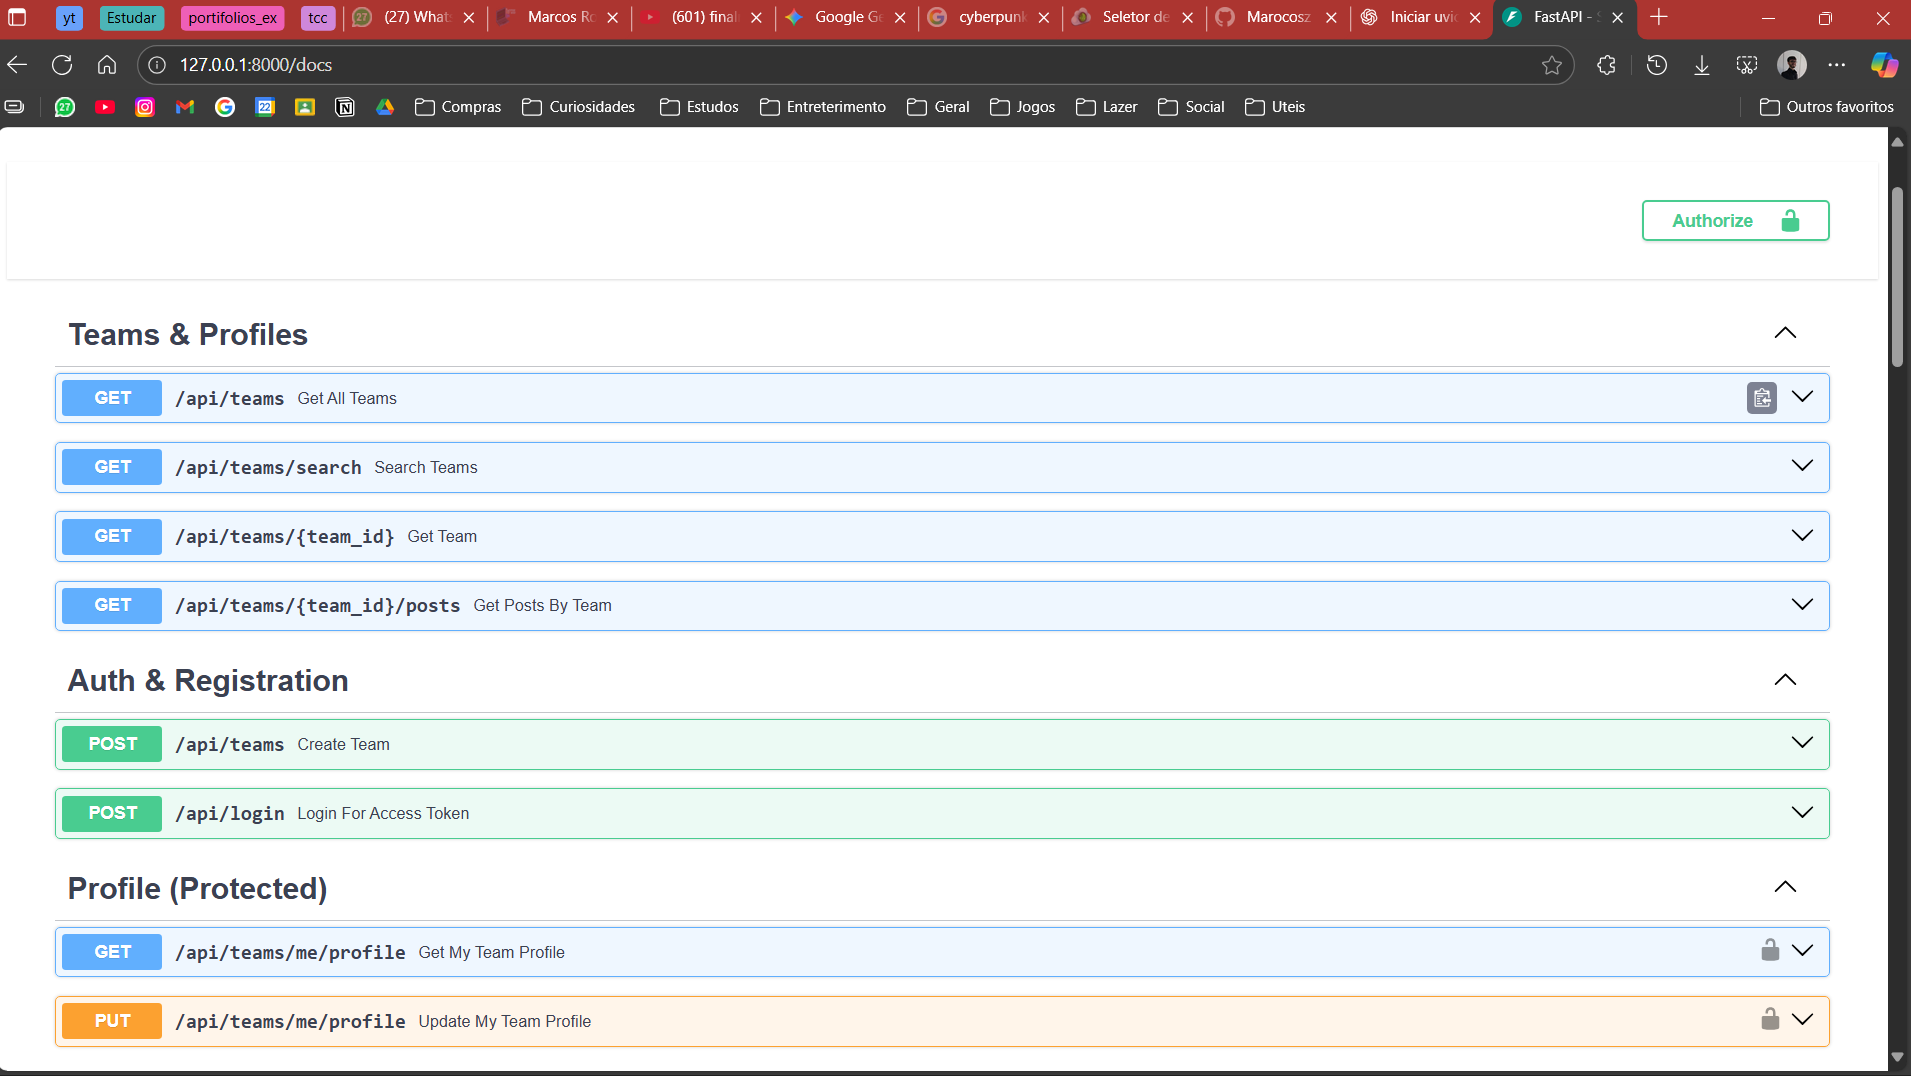 yt Estudar portifolios_ex tcc (27) What Marcos Ro (601) final Google Ge cyberpunk Seletor de Marocosz Iniciar uvic FastAPI - S
127.0.0.1:8000/docs
27 22 Compras Curiosidades Estudos Entreterimento Geral Jogos Lazer Social Uteis Outros favoritos
Authorize
Teams & Profiles
GET /api/teams Get All Teams
GET /api/teams/search Search Teams
GET /api/teams/{team_id} Get Team
GET /api/teams/{team_id}/posts Get Posts By Team
Auth & Registration
POST /api/teams Create Team
POST /api/login Login For Access Token
Profile (Protected)
GET /api/teams/me/profile Get My Team Profile
PUT /api/teams/me/profile Update My Team Profile